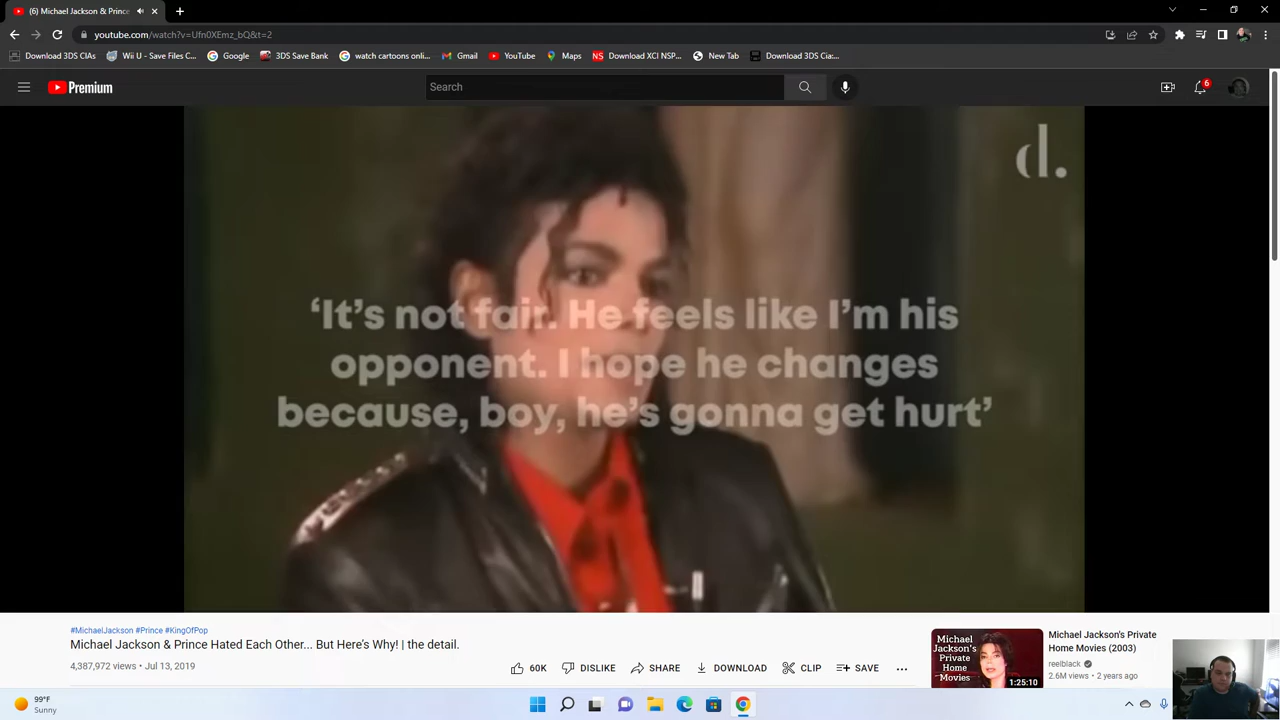 (6) Michael Jackson & Prince
youtube.com/watch?v=Ufn0XEmz_bQ&t=2
Download 3DS CIAs
Wii U - Save Files C...
Google
3DS Save Bank
watch cartoons onli...
Gmail
YouTube
Maps
NS
Download XCI NSP...
New Tab
Download 3DS Cia:...
Premium
Search
6
d.
‘It’s not fair. He feels like I’m his
opponent. I hope he changes
because, boy, he’s gonna get hurt’
#MichaelJackson #Prince #KingOfPop
Michael Jackson & Prince Hated Each Other... But Here’s Why! | the detail.
4,387,972 views • Jul 13, 2019
60K
DISLIKE
SHARE
DOWNLOAD
CLIP
SAVE
...
Michael
Jackson's
Private
Home
Movies
1:25:10
Michael Jackson's Private
Home Movies (2003)
reelblack
2.6M views • 2 years ago
99°F
Sunny